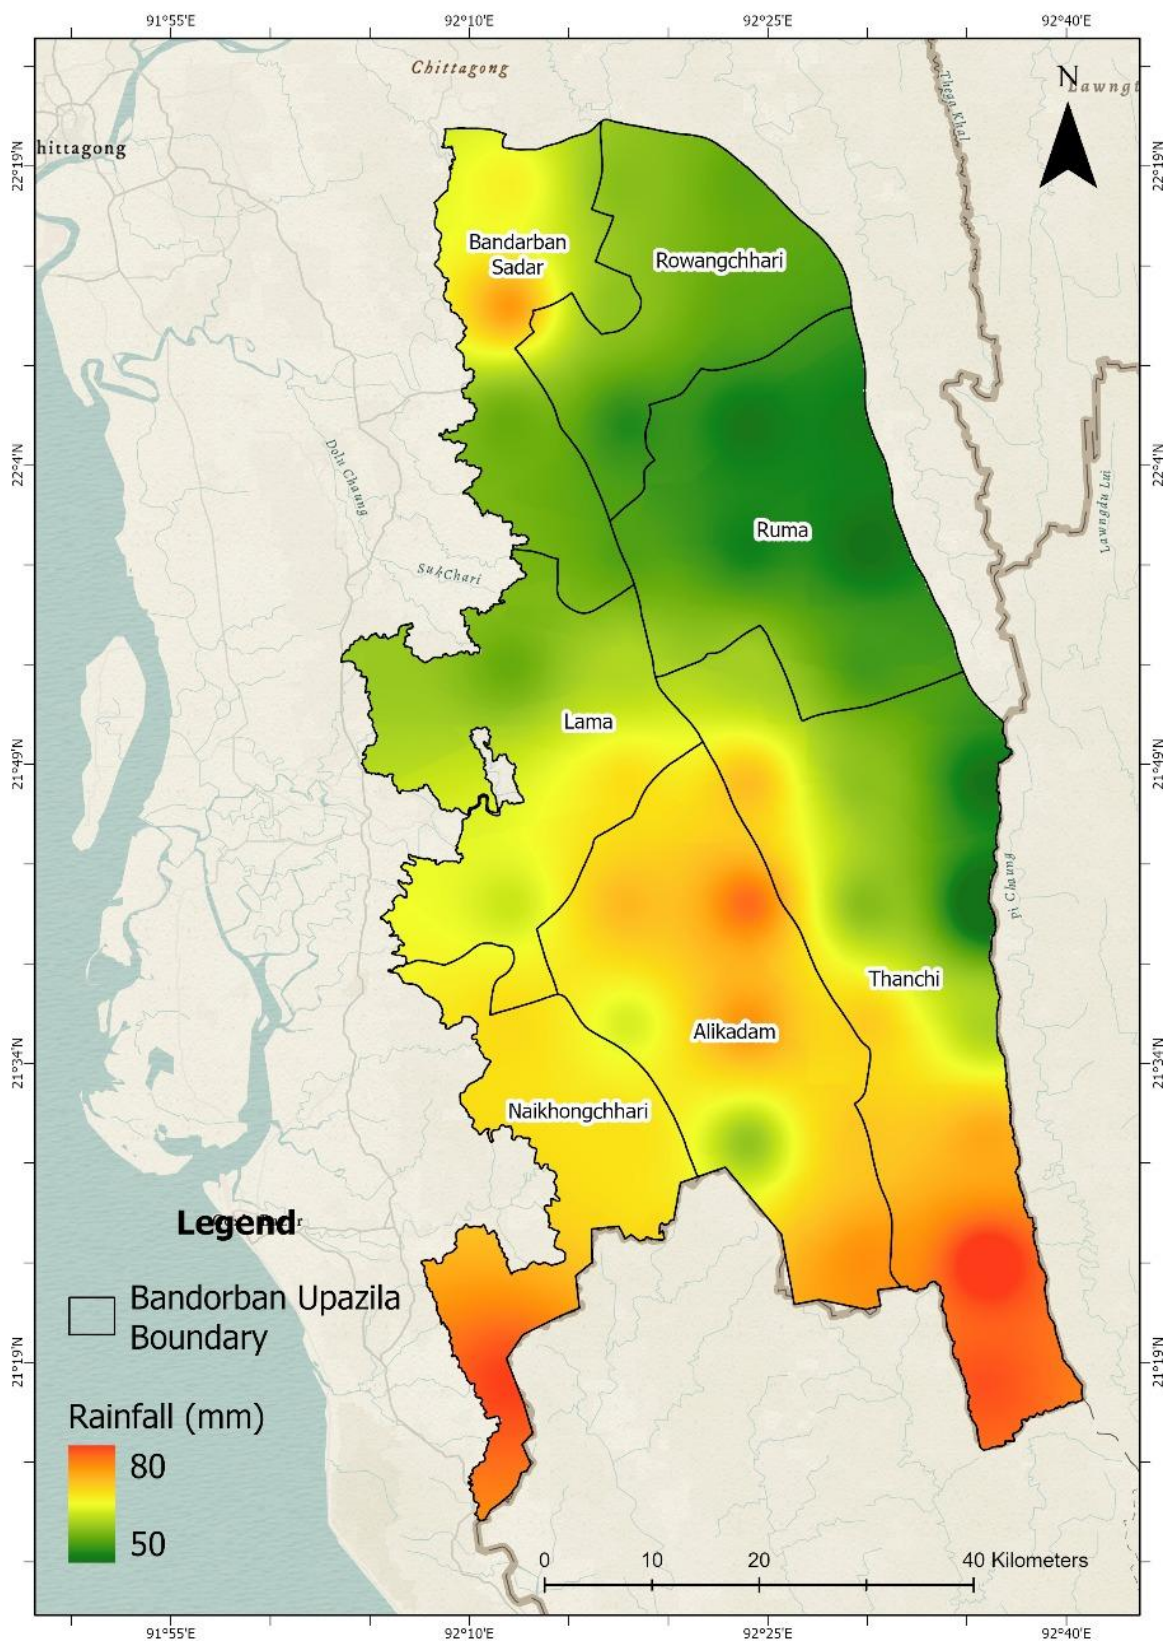 91°55'E 92°10'E 92°25'E 92°40'E
Chittagong
N
Lawngt
Thega Khal
hittagong
22°19'N 22°19'N
Bandarban
Sadar
Rowangchhari
22°4'N 22°4'N
Dolu Chaung
Lawngdu Lui
Ruma
SukChari
Lama
21°49'N 21°49'N
Pi Chaung
Thanchi
Alikadam
21°34'N 21°34'N
Naikhongchhari
Legend
Bandorban Upazila
Boundary
21°19'N 21°19'N
Rainfall (mm)
80
50
0 10 20 40 Kilometers
91°55'E 92°10'E 92°25'E 92°40'E